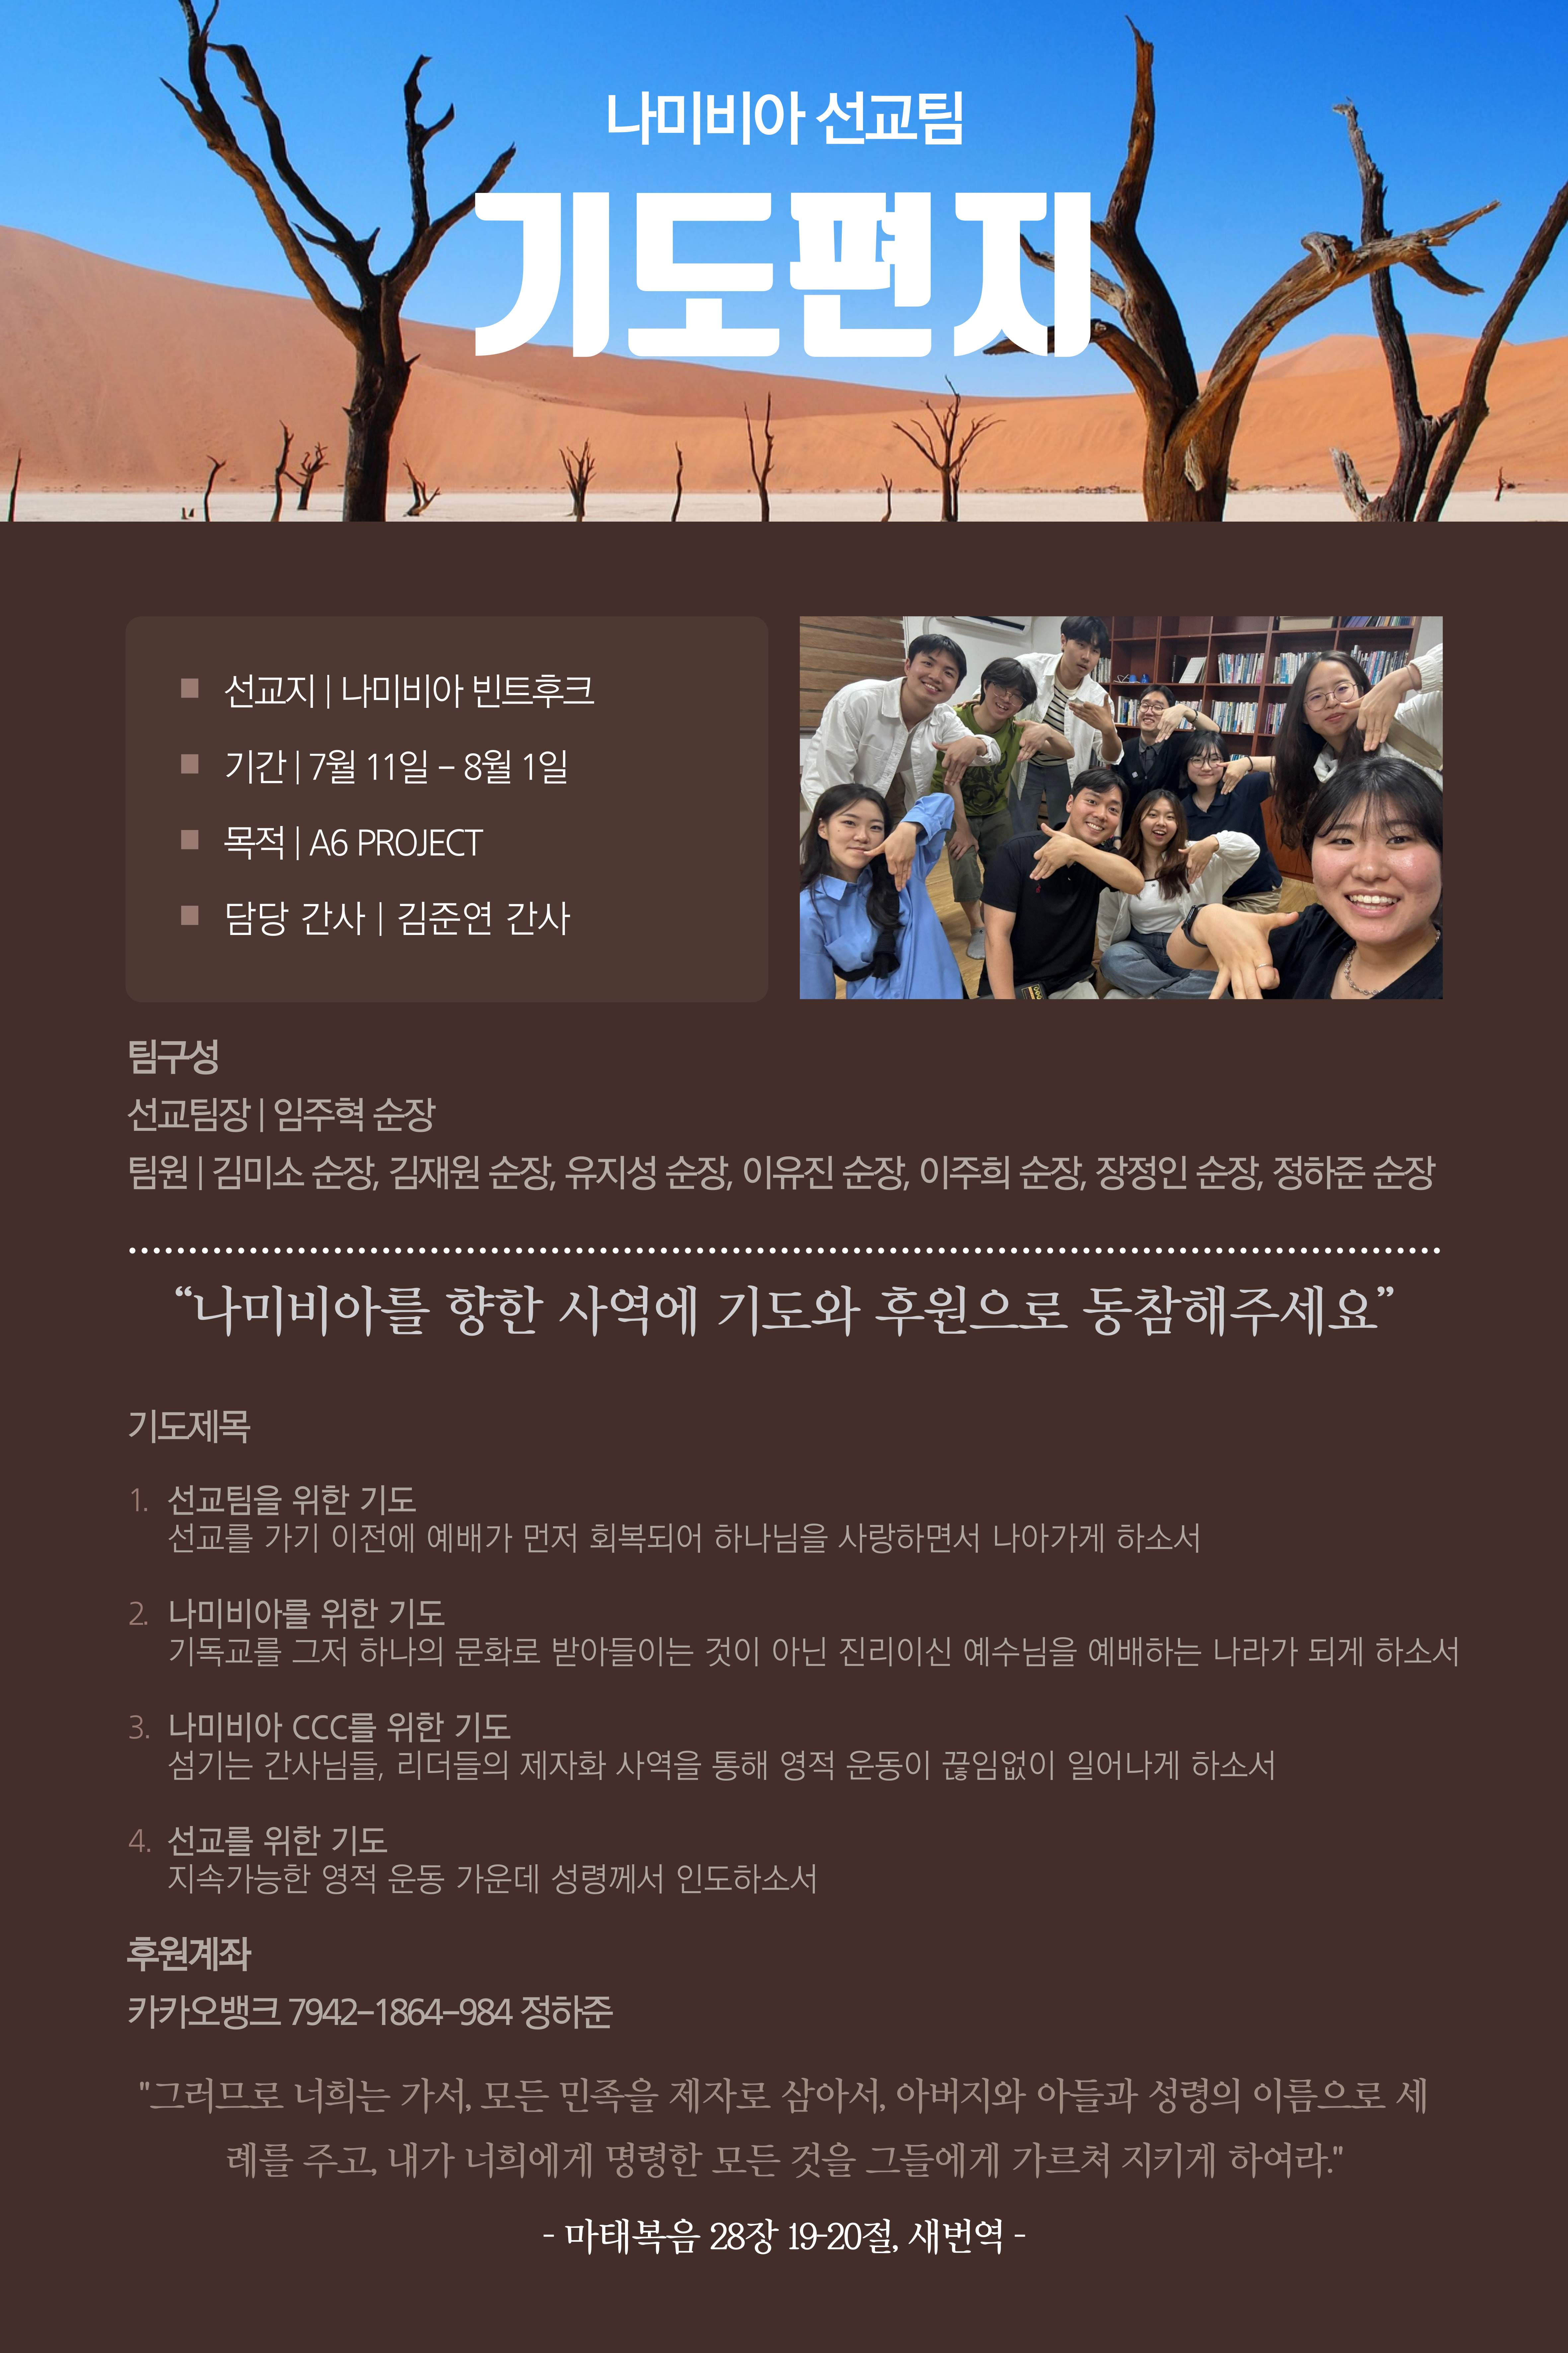 나미비아 선교팀
기도편지
선교지 | 나미비아 빈트후크
기간 | 7월 11일 – 8월 1일
목적 | A6 PROJECT
담당 간사 | 김준연 간사
팀구성
선교팀장 | 임주혁 순장
팀원 | 김미소 순장, 김재원 순장, 유지성 순장, 이유진 순장, 이주희 순장, 장정인 순장, 정하준 순장
“나미비아를 향한 사역에 기도와 후원으로 동참해주세요”
기도제목
1. 선교팀을 위한 기도
선교를 가기 이전에 예배가 먼저 회복되어 하나님을 사랑하면서 나아가게 하소서
2. 나미비아를 위한 기도
기독교를 그저 하나의 문화로 받아들이는 것이 아닌 진리이신 예수님을 예배하는 나라가 되게 하소서
3. 나미비아 CCC를 위한 기도
섬기는 간사님들, 리더들의 제자화 사역을 통해 영적 운동이 끊임없이 일어나게 하소서
4. 선교를 위한 기도
지속가능한 영적 운동 가운데 성령께서 인도하소서
후원계좌
카카오뱅크 7942-1864-984 정하준
"그러므로 너희는 가서, 모든 민족을 제자로 삼아서, 아버지와 아들과 성령의 이름으로 세
례를 주고, 내가 너희에게 명령한 모든 것을 그들에게 가르쳐 지키게 하여라."
- 마태복음 28장 19-20절, 새번역 -